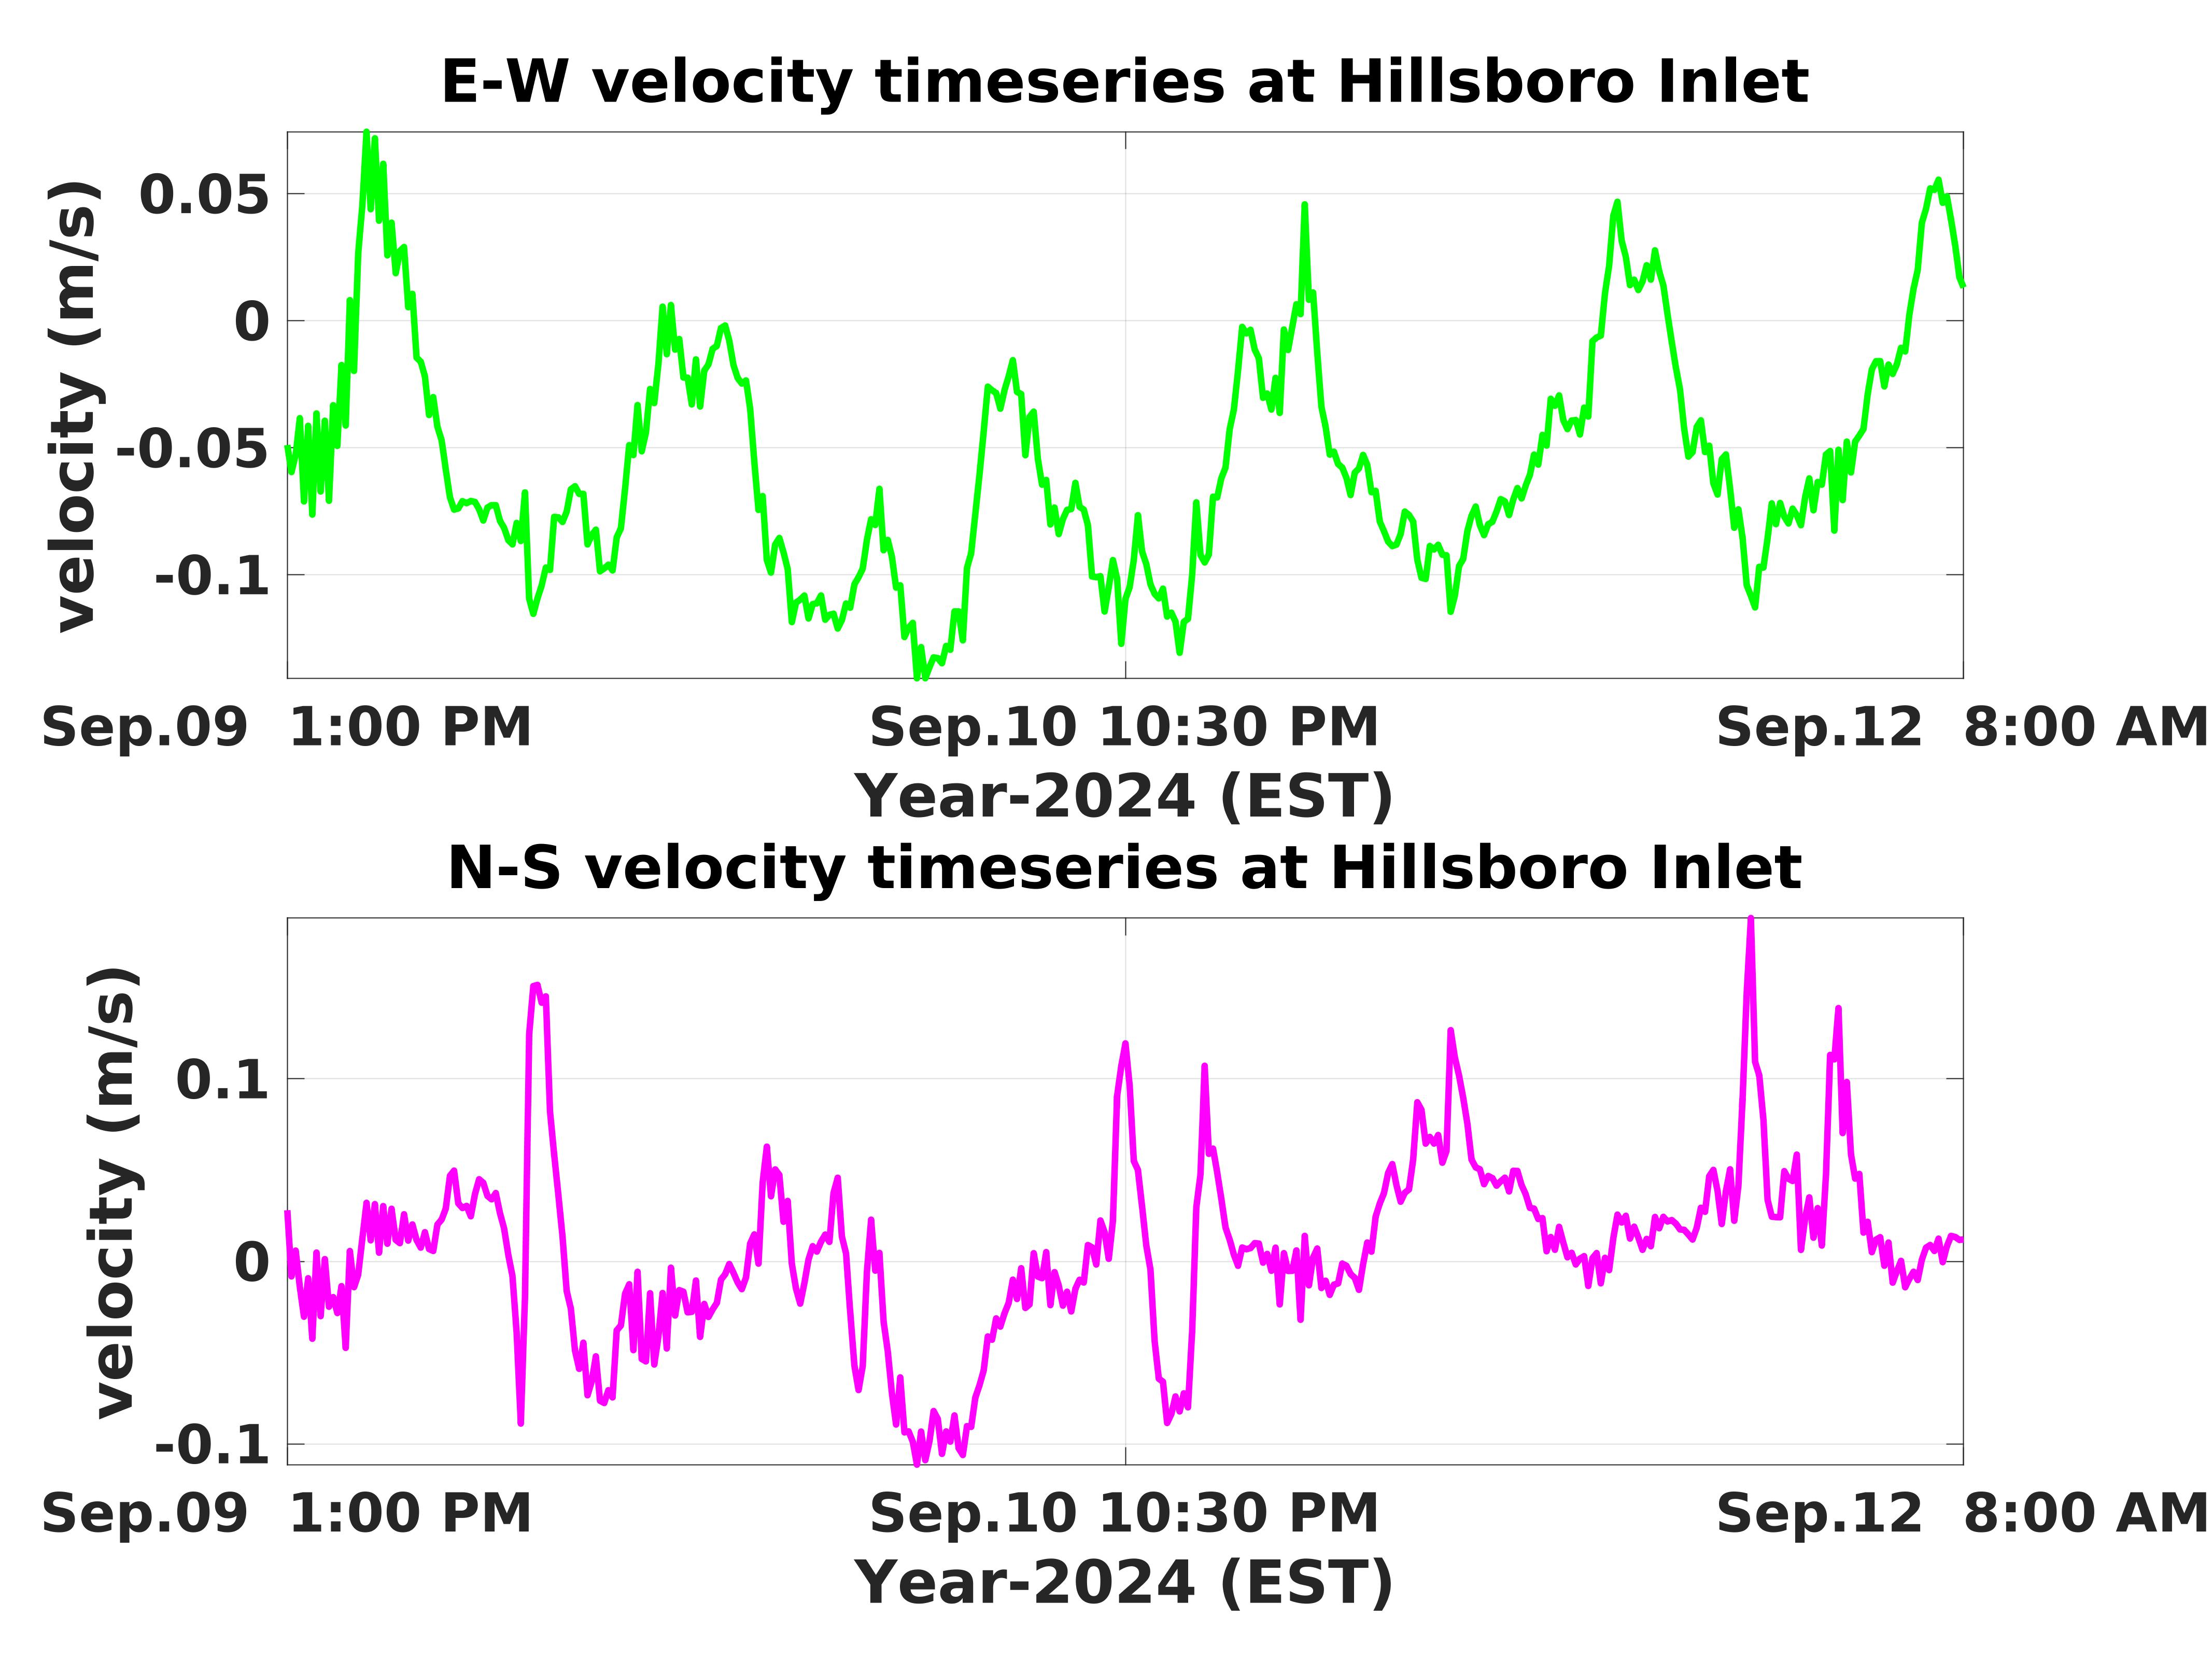 E-W velocity timeseries at Hillsboro Inlet
velocity (m/s)
0.05
0
-0.05
-0.1
Sep.09  1:00 PM
Sep.10 10:30 PM
Sep.12  8:00 AM
Year-2024 (EST)
N-S velocity timeseries at Hillsboro Inlet
velocity (m/s)
0.1
0
-0.1
Sep.09  1:00 PM
Sep.10 10:30 PM
Sep.12  8:00 AM
Year-2024 (EST)